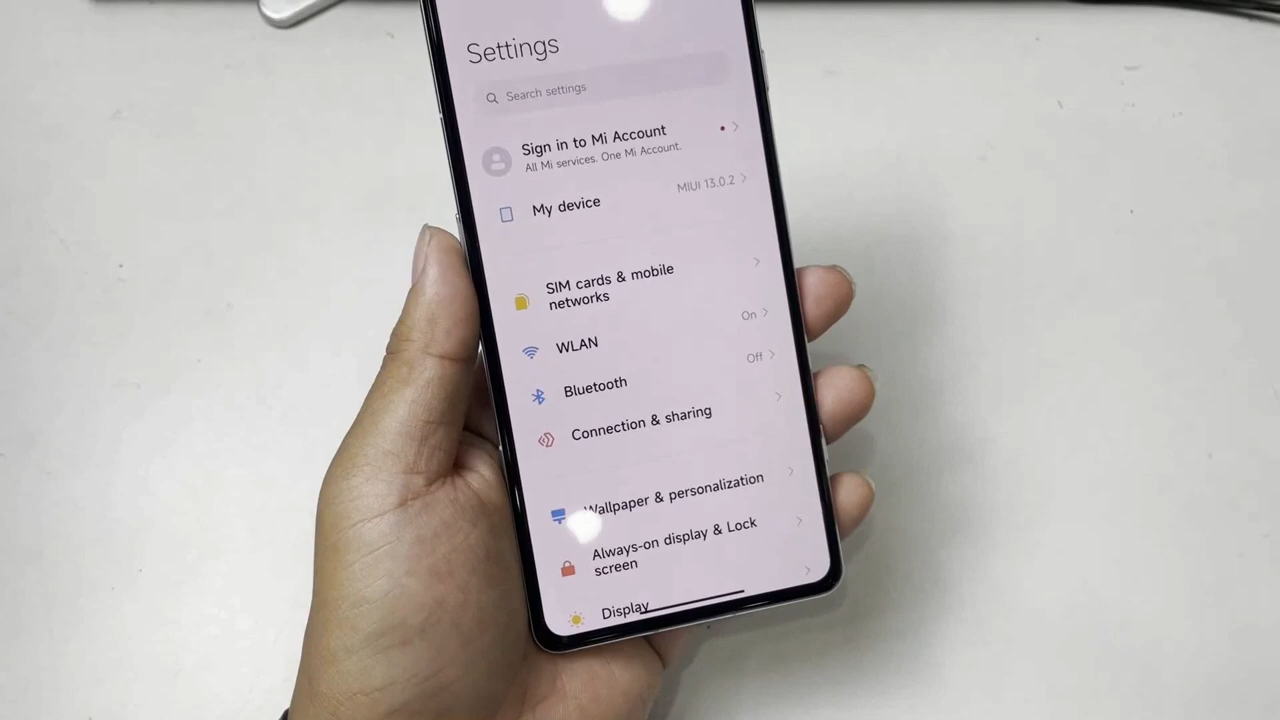 Settings
Search settings
Sign in to Mi Account
All Mi services. One Mi Account.
My device
MIUI 13.0.2
SIM cards & mobile
networks
WLAN
On
Bluetooth
Off
Connection & sharing
Wallpaper & personalization
Always-on display & Lock
screen
Display